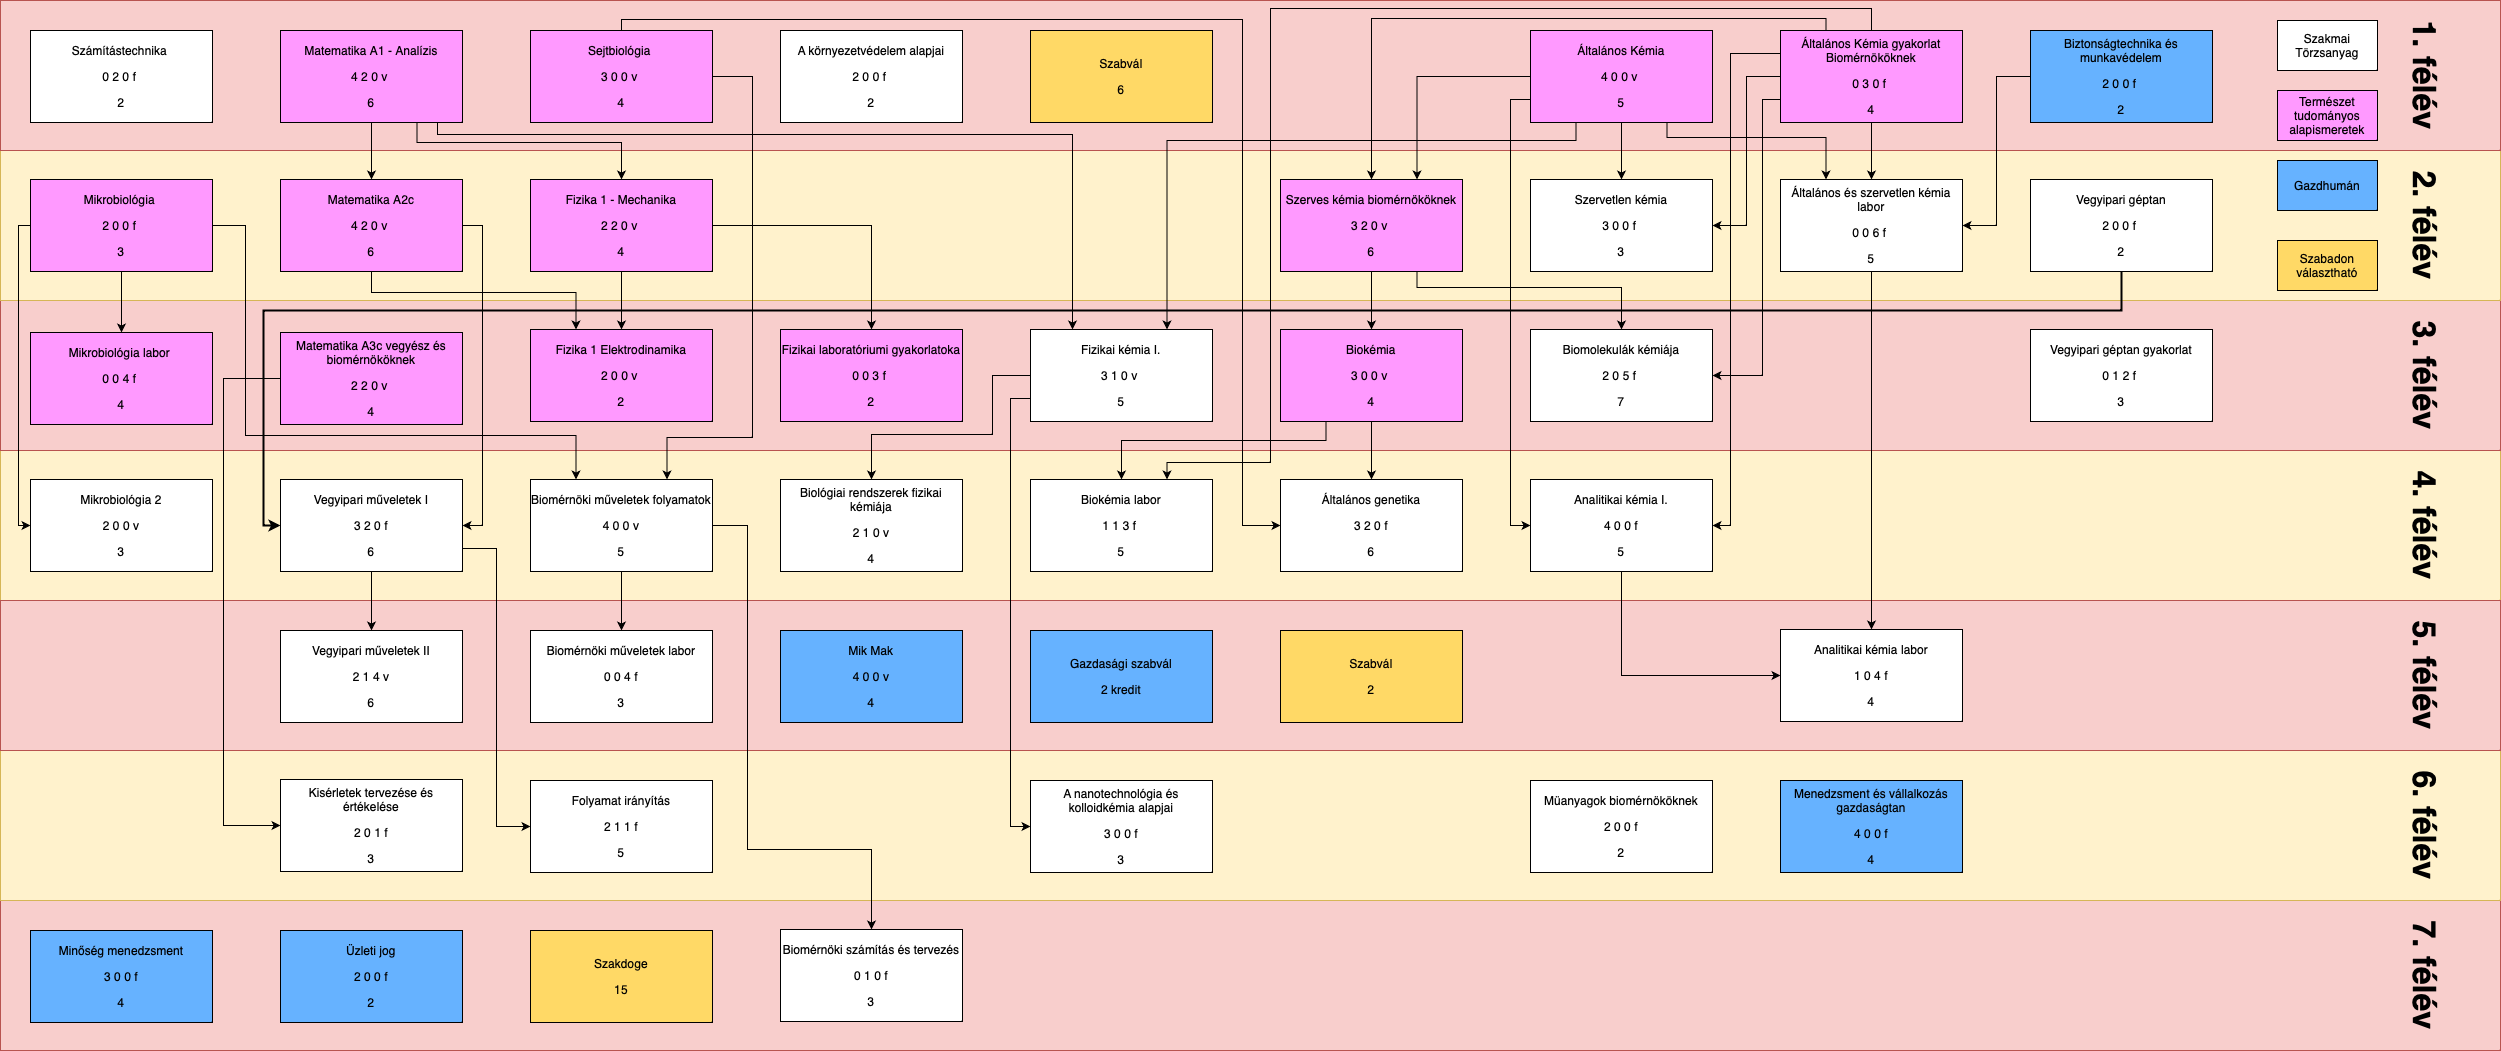 Számítástechnika
0 2 0 f
2
Matematika A1 - Analízis
4 2 0 v
6
Sejtbiológia
3 0 0 v
4
A környezetvédelem alapjai
2 0 0 f
2
Szabvál
6
Általános Kémia
4 0 0 v
5
Általános Kémia gyakorlat
Biomérnököknek
0 3 0 f
4
Biztonságtechnika és
munkavédelem
2 0 0 f
2
Szakmai
Törzsanyag
Természet
tudományos
alapismeretek
1. félév
Mikrobiológia
2 0 0 f
3
Matematika A2c
4 2 0 v
6
Fizika 1 - Mechanika
2 2 0 v
4
Szerves kémia biomérnököknek
3 2 0 v
6
Szervetlen kémia
3 0 0 f
3
Általános és szervetlen kémia
labor
0 0 6 f
5
Vegyipari géptan
2 0 0 f
2
Gazdhumán
Szabadon
választható
2. félév
Mikrobiológia labor
0 0 4 f
4
Matematika A3c vegyész és
biomérnököknek
2 2 0 v
4
Fizika 1 Elektrodinamika
2 0 0 v
2
Fizikai laboratóriumi gyakorlatoka
0 0 3 f
2
Fizikai kémia I.
3 1 0 v
5
Biokémia
3 0 0 v
4
Biomolekulák kémiája
2 0 5 f
7
Vegyipari géptan gyakorlat
0 1 2 f
3
3. félév
Mikrobiológia 2
2 0 0 v
3
Vegyipari műveletek I
3 2 0 f
6
Biomérnöki műveletek folyamatok
4 0 0 v
5
Biológiai rendszerek fizikai
kémiája
2 1 0 v
4
Biokémia labor
1 1 3 f
5
Általános genetika
3 2 0 f
6
Analitikai kémia I.
4 0 0 f
5
4. félév
Vegyipari műveletek II
2 1 4 v
6
Biomérnöki műveletek labor
0 0 4 f
3
Mik Mak
4 0 0 v
4
Gazdasági szabvál
2 kredit
Szabvál
2
Analitikai kémia labor
1 0 4 f
4
5. félév
Kisérletek tervezése és
értékelése
2 0 1 f
3
Folyamat irányítás
2 1 1 f
5
A nanotechnológia és
kolloidkémia alapjai
3 0 0 f
3
Műanyagok biomérnököknek
2 0 0 f
2
Menedzsment és vállalkozás
gazdaságtan
4 0 0 f
4
6. félév
Minőség menedzsment
3 0 0 f
4
Üzleti jog
2 0 0 f
2
Szakdoge
15
Biomérnöki számítás és tervezés
0 1 0 f
3
7. félév